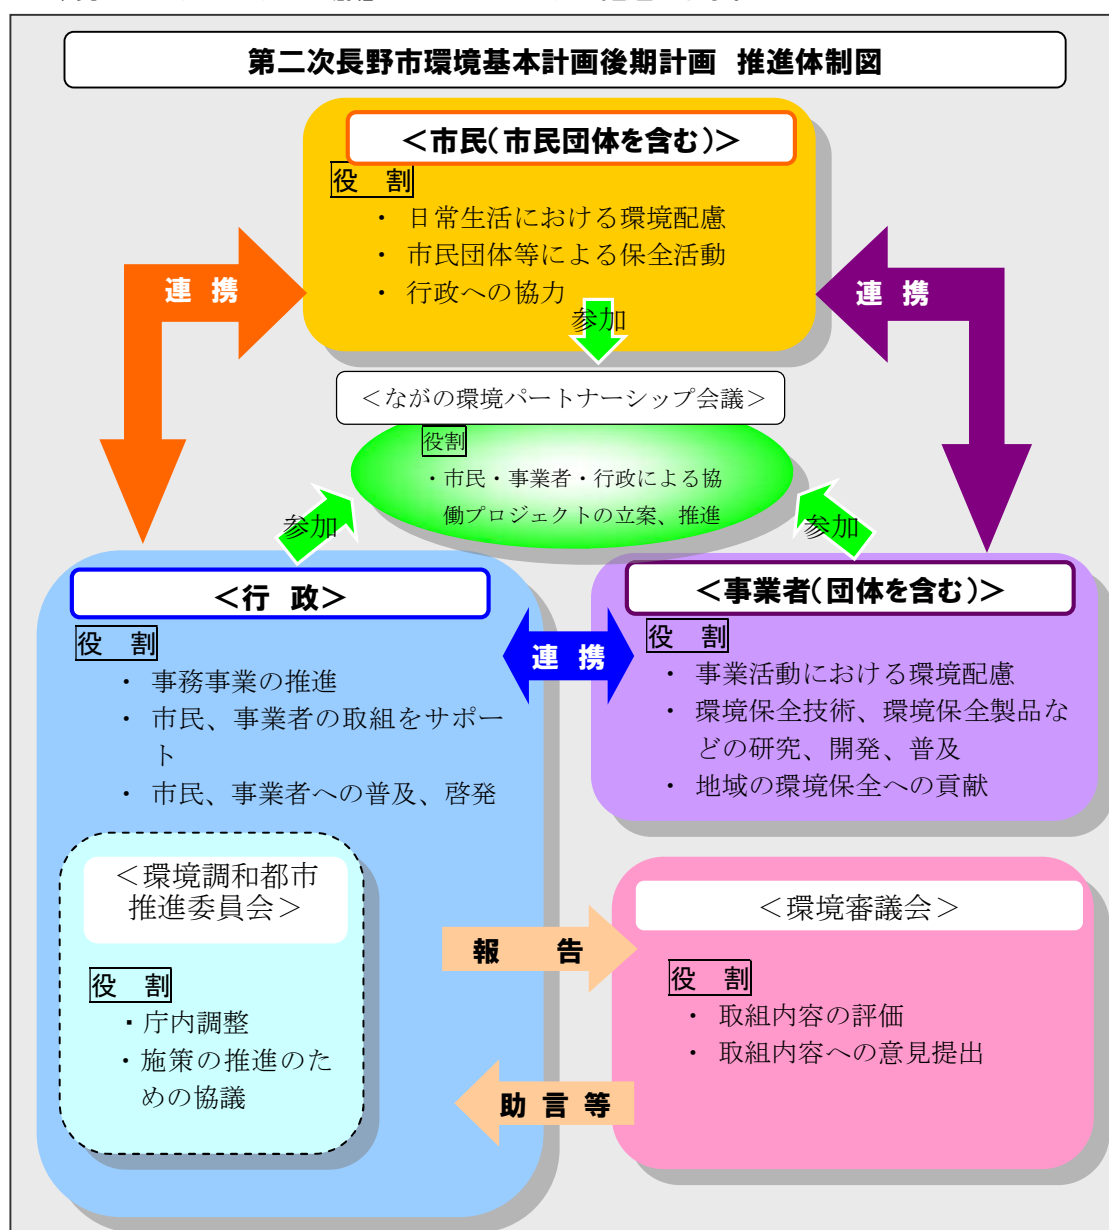 第二次長野市環境基本計画後期計画 推進体制図
＜市民（市民団体を含む）＞
役 割
・ 日常生活における環境配慮
・ 市民団体等による保全活動
・ 行政への協力
参加
連 携
連 携
＜ながの環境パートナーシップ会議＞
役割
・市民・事業者・行政による協
働プロジェクトの立案、推進
参加
参加
＜行 政＞
役 割
・ 事務事業の推進
・ 市民、事業者の取組をサポー
ト
・ 市民、事業者への普及、啓発
連 携
＜事業者（団体を含む）＞
役 割
・ 事業活動における環境配慮
・ 環境保全技術、環境保全製品な
どの研究、開発、普及
・ 地域の環境保全への貢献
＜環境調和都市
推進委員会＞
役 割
・庁内調整
・施策の推進のた
めの協議
報 告
助 言 等
＜環境審議会＞
役 割
・ 取組内容の評価
・ 取組内容への意見提出